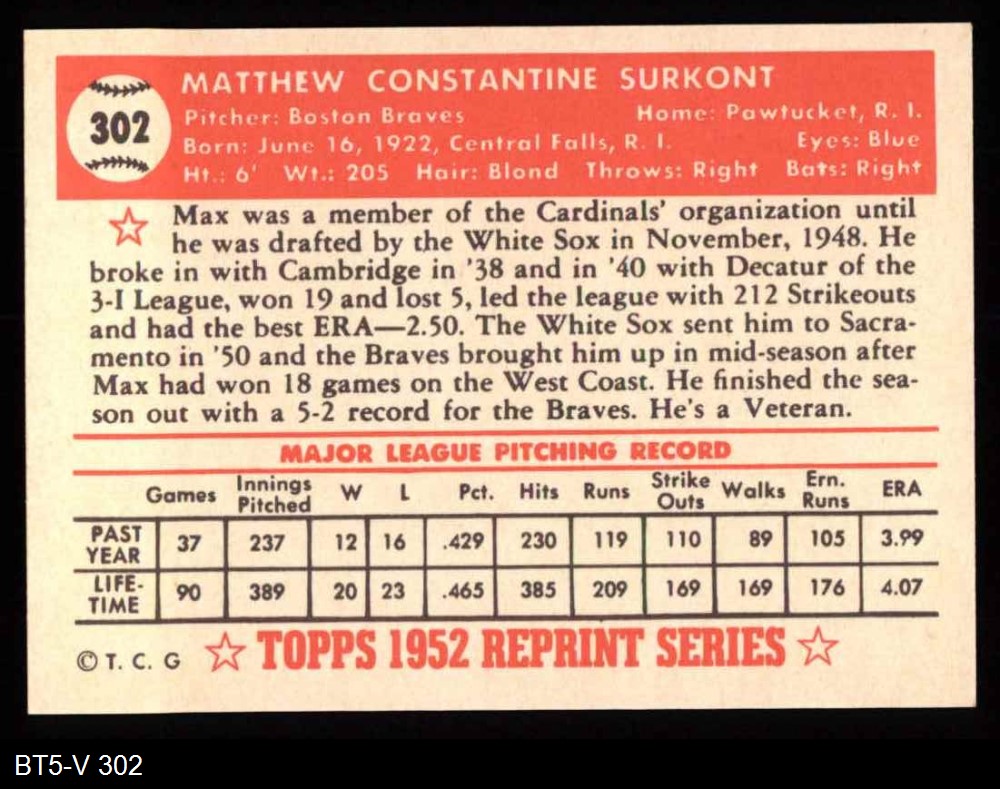 302
MATTHEW CONSTANTINE SURKONT
Pitcher: Boston Braves Home: Pawtucket, R. I.
Born: June 16, 1922, Central Falls, R. I. Eyes: Blue
Ht.: 6' Wt.: 205 Hair: Blond Throws: Right Bats: Right
Max was a member of the Cardinals' organization until
he was drafted by the White Sox in November, 1948. He
broke in with Cambridge in '38 and in '40 with Decatur of the
3-I League, won 19 and lost 5, led the league with 212 Strikeouts
and had the best ERA—2.50. The White Sox sent him to Sacra-
mento in '50 and the Braves brought him up in mid-season after
Max had won 18 games on the West Coast. He finished the sea-
son out with a 5-2 record for the Braves. He's a Veteran.
MAJOR LEAGUE PITCHING RECORD
Games Innings Pitched W L Pct. Hits Runs Strike Outs Walks Ern. Runs ERA
PAST YEAR 37 237 12 16 .429 230 119 110 89 105 3.99
LIFE-TIME 90 389 20 23 .465 385 209 169 169 176 4.07
© T. C. G ☆ TOPPS 1952 REPRINT SERIES ☆
BT5-V 302